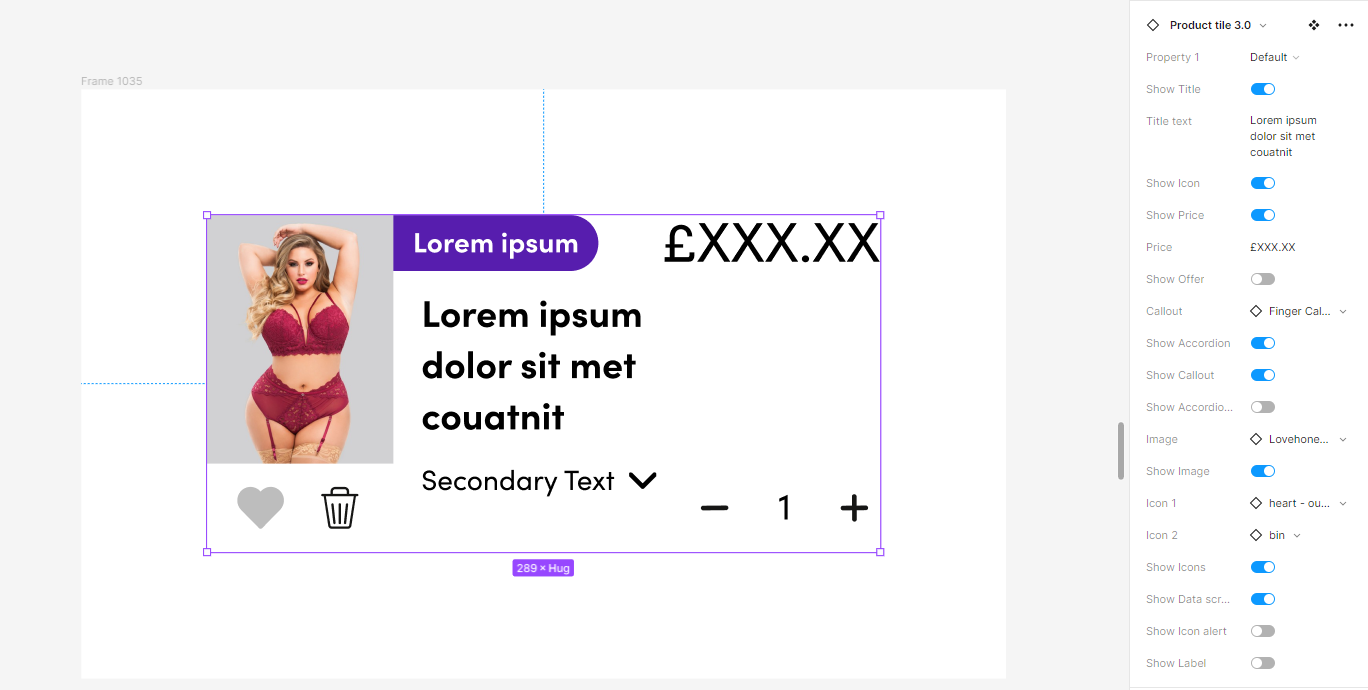 Frame 1035
Lorem ipsum
£XXX.XX
Lorem ipsum
dolor sit met
couatnit
Secondary Text
1
289 × Hug
Product tile 3.0
Property 1 Default
Show Title
Title text Lorem ipsum
dolor sit met
couatnit
Show Icon
Show Price
Price £XXX.XX
Show Offer
Callout Finger Cal...
Show Accordion
Show Callout
Show Accordio...
Image Lovehone...
Show Image
Icon 1 heart - ou...
Icon 2 bin
Show Icons
Show Data scr...
Show Icon alert
Show Label